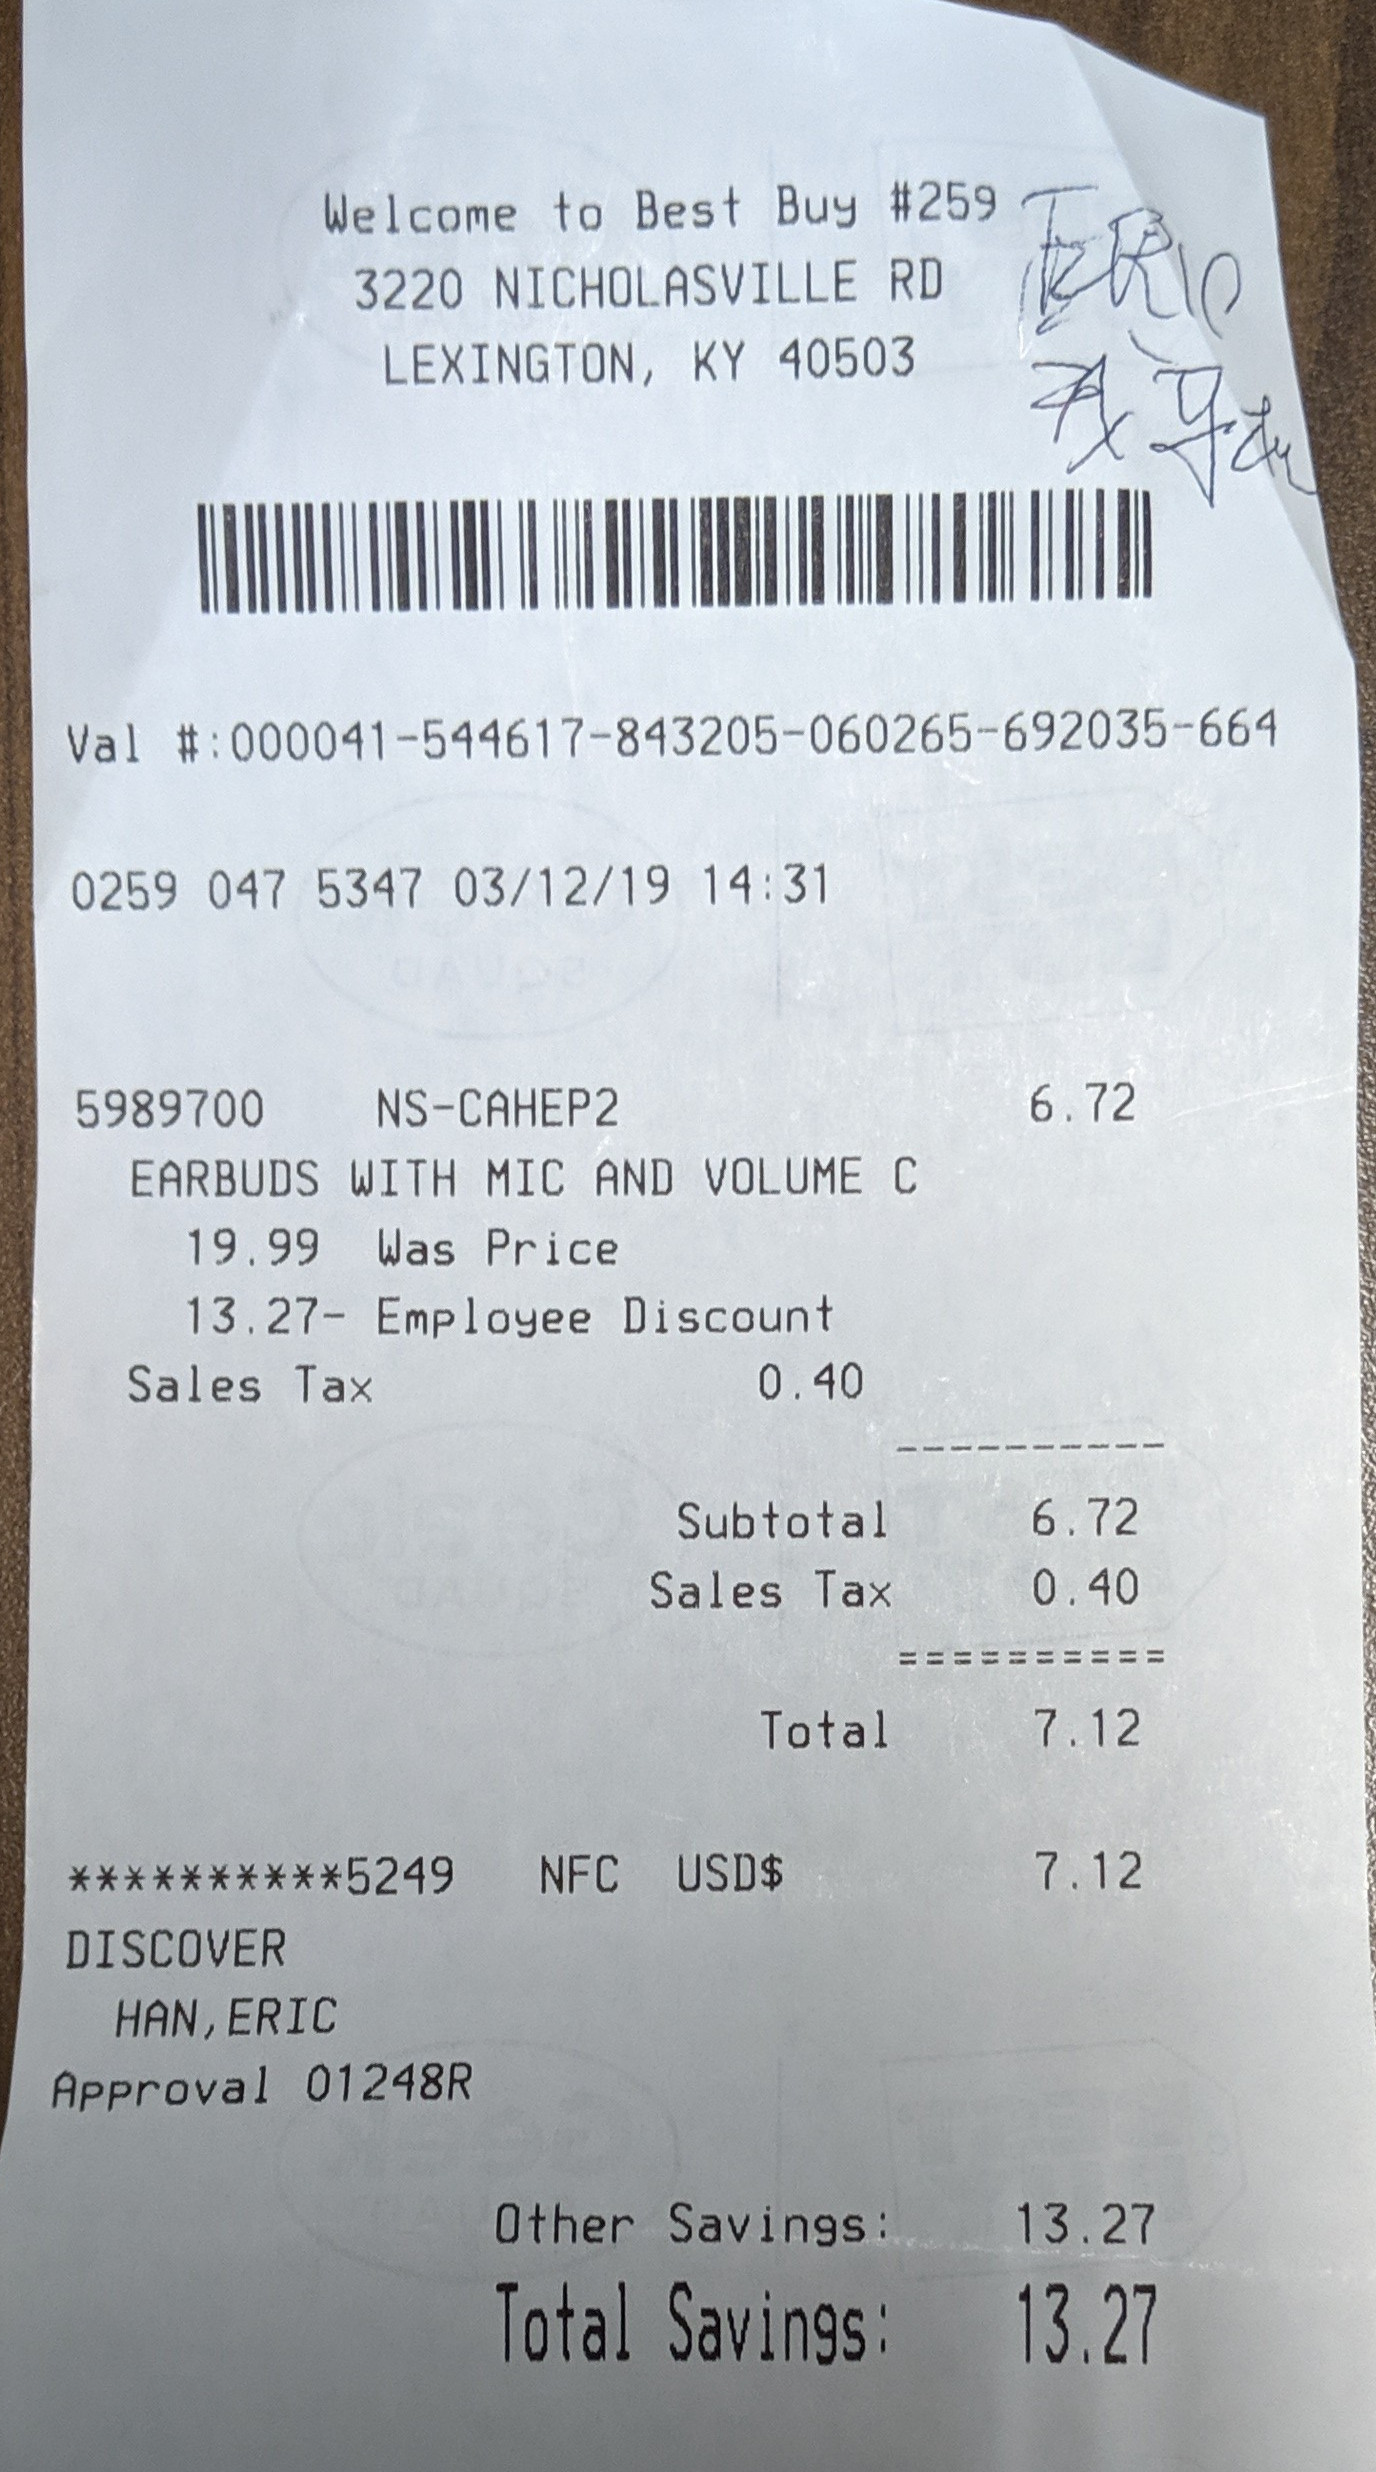 Welcome to Best Buy #259
3220 NICHOLASVILLE RD
LEXINGTON, KY 40503
ERIC
Val #:000041-544617-843205-060265-692035-664
0259 047 5347 03/12/19 14:31
5989700 NS-CAHEP2 6.72
EARBUDS WITH MIC AND VOLUME C
19.99 Was Price
13.27- Employee Discount
Sales Tax 0.40
----------
Subtotal 6.72
Sales Tax 0.40
==========
Total 7.12
**********5249 NFC USD$ 7.12
DISCOVER
HAN,ERIC
Approval 01248R
Other Savings: 13.27
Total Savings: 13.27